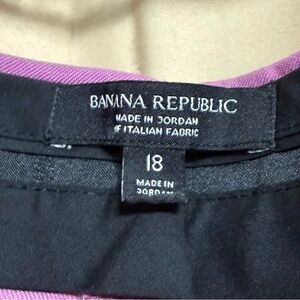 BANANA REPUBLIC
MADE IN JORDAN
OF ITALIAN FABRIC
18
MADE IN
JORDAN